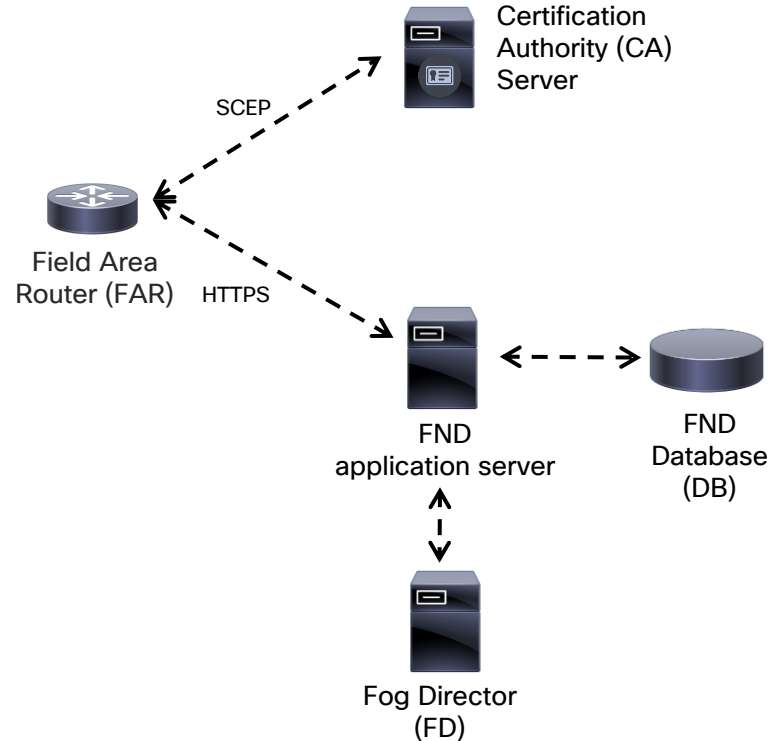 Certification
Authority (CA)
Server
SCEP
Field Area
Router (FAR)
HTTPS
FND
application server
FND
Database
(DB)
Fog Director
(FD)